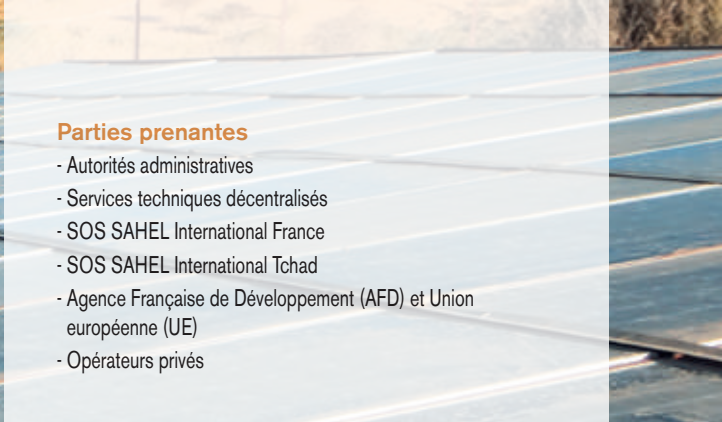 Parties prenantes
- Autorités administratives
- Services techniques décentralisés
- SOS SAHEL International France
- SOS SAHEL International Tchad
- Agence Française de Développement (AFD) et Union
européenne (UE)
- Opérateurs privés